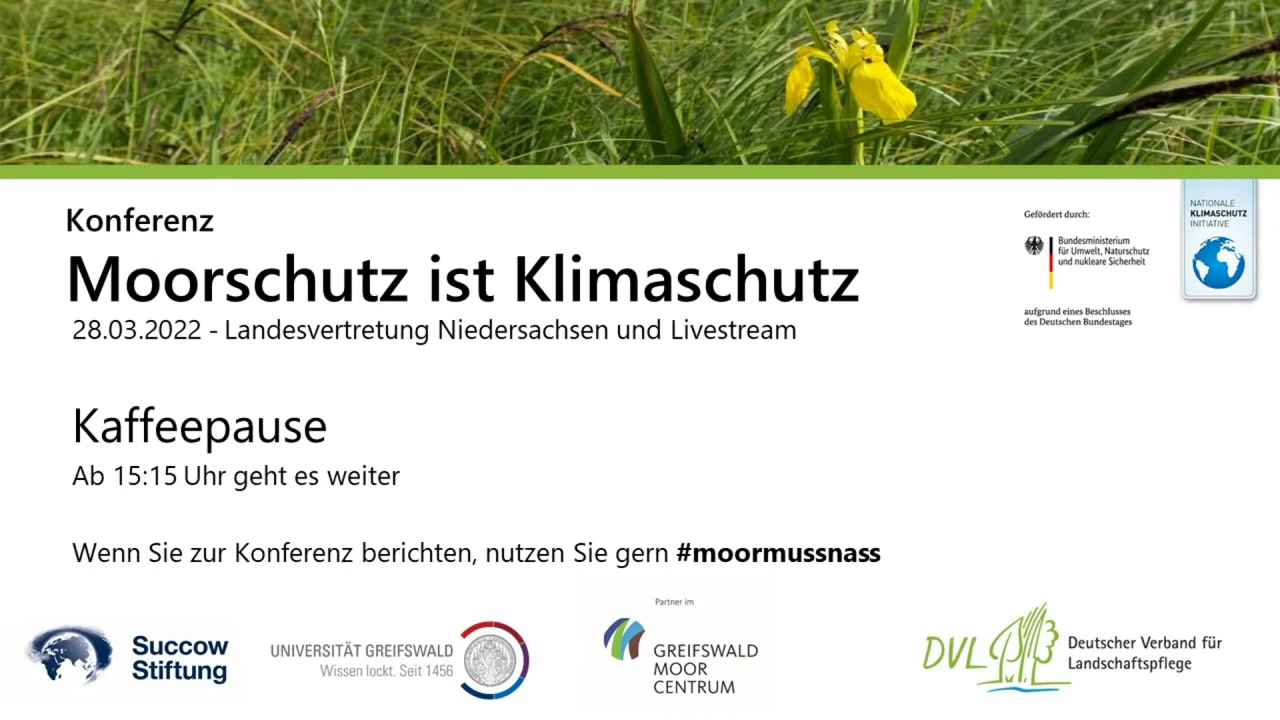 Konferenz
Moorschutz ist Klimaschutz
28.03.2022 - Landesvertretung Niedersachsen und Livestream
Gefördert durch:
Bundesministerium
für Umwelt, Naturschutz
und nukleare Sicherheit
aufgrund eines Beschlusses
des Deutschen Bundestages
NATIONALE
KLIMASCHUTZ
INITIATIVE
Kaffeepause
Ab 15:15 Uhr geht es weiter
Wenn Sie zur Konferenz berichten, nutzen Sie gern #moormussnass
Succow
Stiftung
UNIVERSITÄT GREIFSWALD
Wissen lockt. Seit 1456
Partner im
GREIFSWALD
MOOR
CENTRUM
DVL
Deutscher Verband für
Landschaftspflege